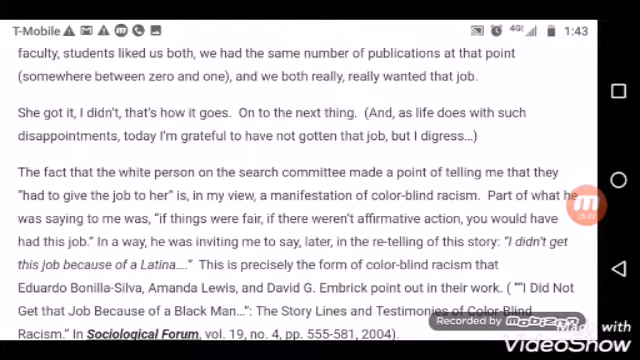 T-Mobile 4G 1:43
faculty, students liked us both, we had the same number of publications at that point
(somewhere between zero and one), and we both really, really wanted that job.
She got it, I didn't, that's how it goes.  On to the next thing.  (And, as life does with such
disappointments, today I'm grateful to have not gotten that job, but I digress…)
The fact that the white person on the search committee made a point of telling me that they
"had to give the job to her" is, in my view, a manifestation of color-blind racism.  Part of what he
was saying to me was, "if things were fair, if there weren't affirmative action, you would have
had this job."  In a way, he was inviting me to say, later, in the re-telling of this story: "I didn't get
this job because of a Latina…."  This is precisely the form of color-blind racism that
Eduardo Bonilla-Silva, Amanda Lewis, and David G. Embrick point out in their work. ( ""I Did Not
Get that Job Because of a Black Man…": The Story Lines and Testimonies of Color-Blind
Racism." In Sociological Forum, vol. 19, no. 4, pp. 555-581, 2004).
Recorded by mobizen
Made with
VideoShow